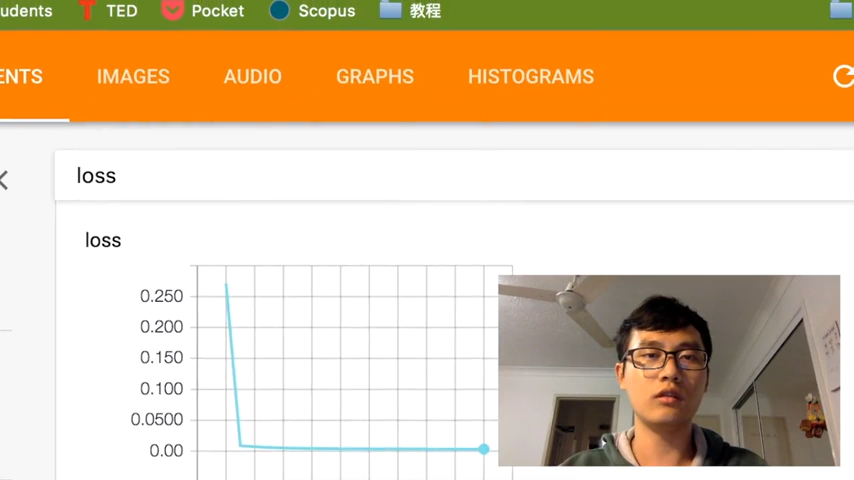 udents TED Pocket Scopus 教程
ENTS IMAGES AUDIO GRAPHS HISTOGRAMS
loss
loss
0.250
0.200
0.150
0.100
0.0500
0.00